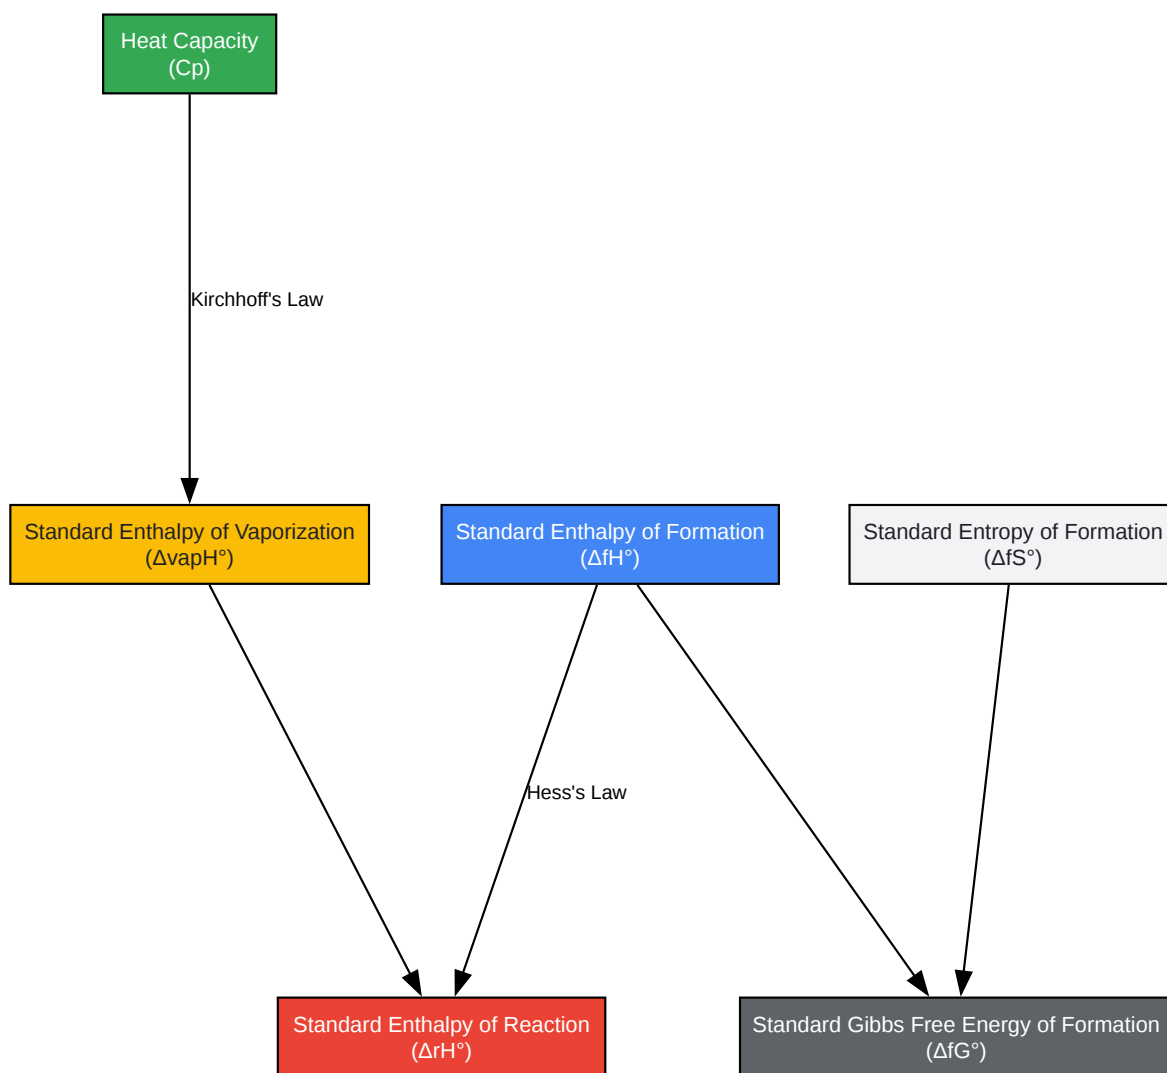 Heat Capacity
(Cp)
Kirchhoff's Law
Standard Enthalpy of Vaporization
(ΔvapH°)
Standard Enthalpy of Formation
(ΔfH°)
Standard Entropy of Formation
(ΔfS°)
Hess's Law
Standard Enthalpy of Reaction
(ΔrH°)
Standard Gibbs Free Energy of Formation
(ΔfG°)